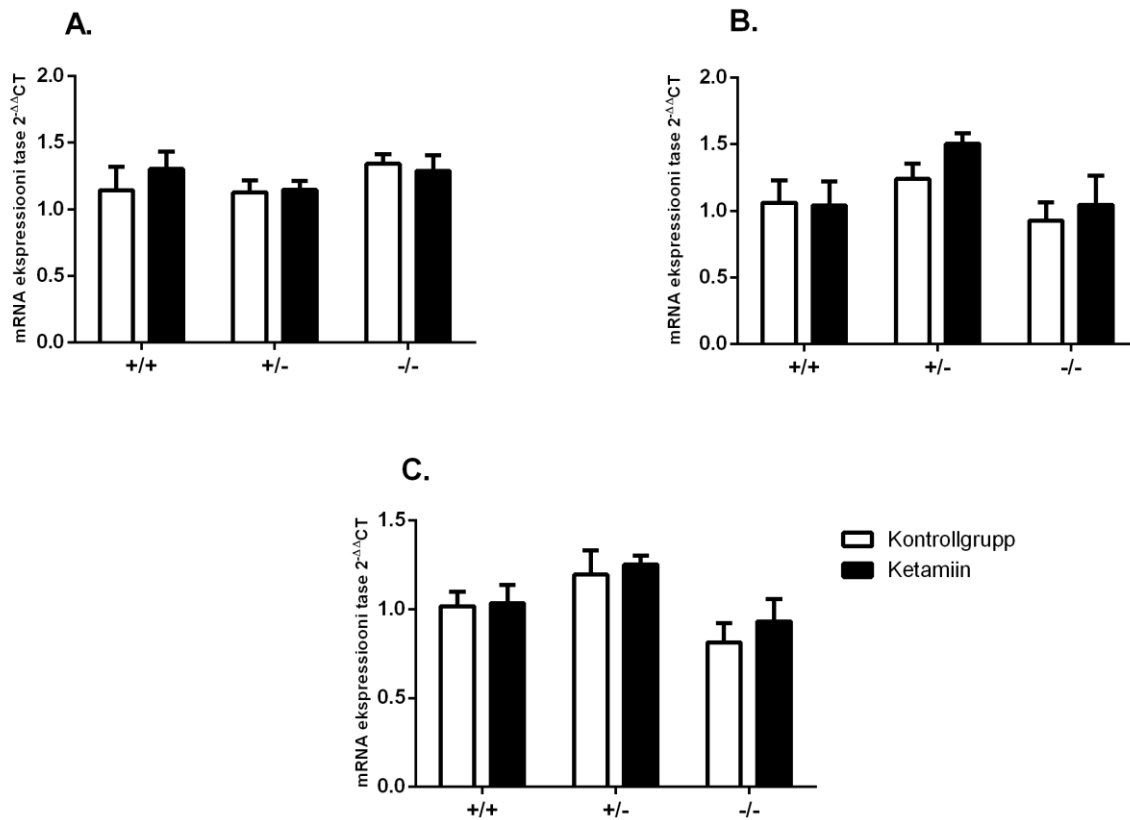 A.
mRNA ekspressiooni tase 2^-ΔΔCT
2.0
1.5
1.0
0.5
0.0
+/+ +/- -/-
B.
mRNA ekspressiooni tase 2^-ΔΔCT
2.0
1.5
1.0
0.5
0.0
+/+ +/- -/-
C.
mRNA ekspressiooni tase 2^-ΔΔCT
1.5
1.0
0.5
0.0
+/+ +/- -/-
Kontrollgrupp
Ketamiin